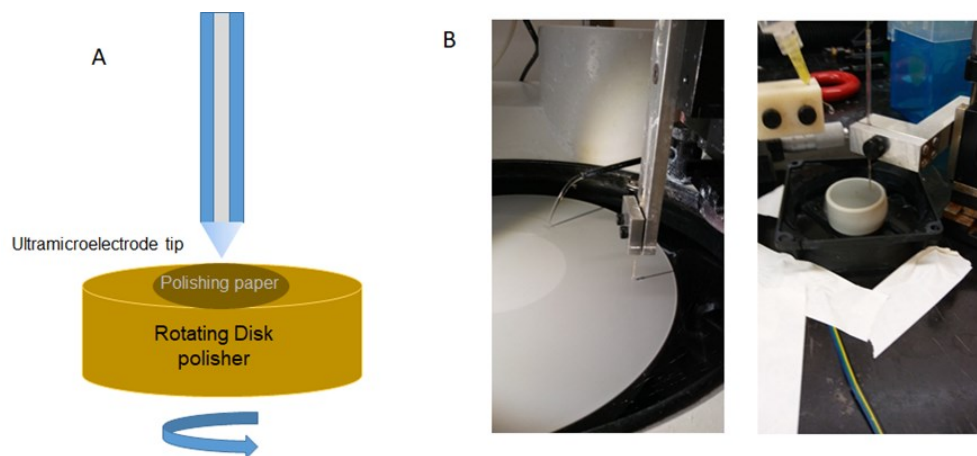 A
B
Ultramicroelectrode tip
Polishing paper
Rotating Disk
polisher